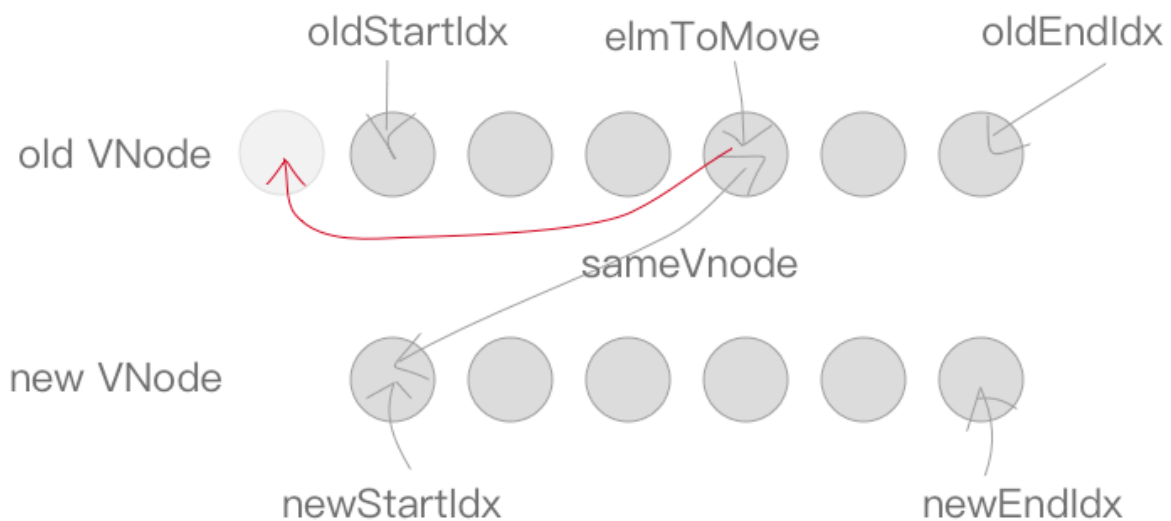 oldStartIdx
elmToMove
oldEndIdx
old VNode
sameVnode
new VNode
newStartIdx
newEndIdx